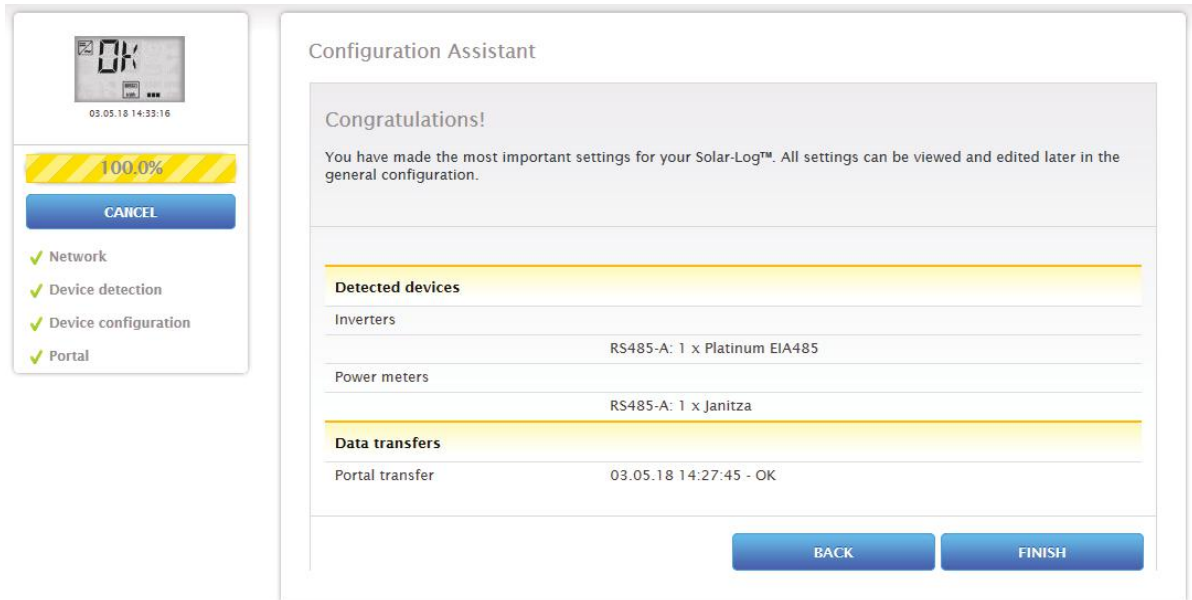 OK
03.05.18 14:33:16
100.0%
CANCEL
Network
Device detection
Device configuration
Portal
Configuration Assistant
Congratulations!
You have made the most important settings for your Solar-Log™. All settings can be viewed and edited later in the
general configuration.
Detected devices
Inverters
RS485-A: 1 x Platinum EIA485
Power meters
RS485-A: 1 x Janitza
Data transfers
Portal transfer 03.05.18 14:27:45 - OK
BACK FINISH